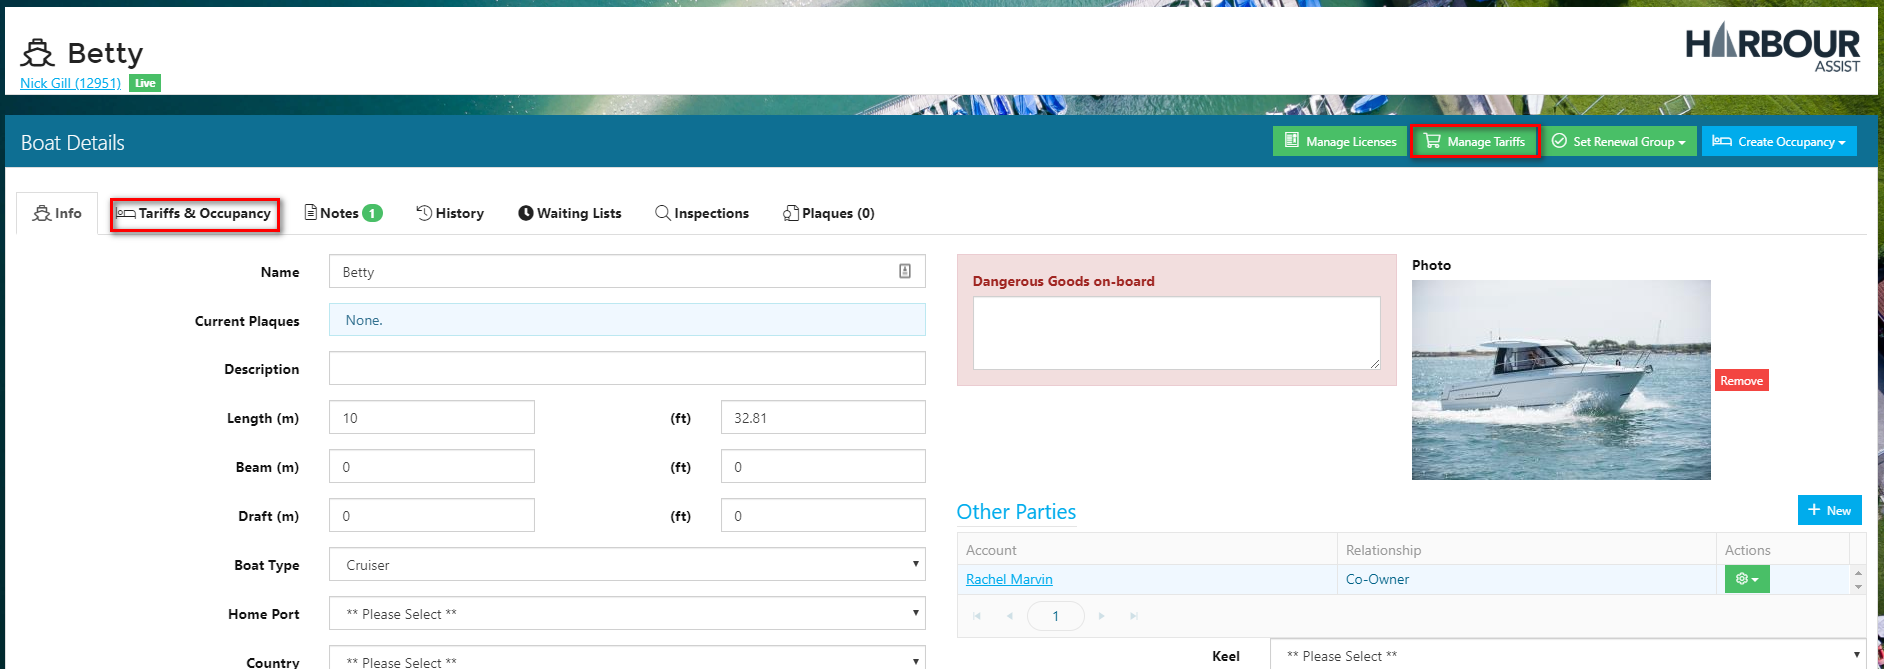 Betty
Nick Gill (12951) Live
HARBOUR
ASSIST
Boat Details
Manage Licenses Manage Tariffs Set Renewal Group Create Occupancy
Info Tariffs & Occupancy Notes 1 History Waiting Lists Inspections Plaques (0)
Name Betty
Current Plaques None.
Description
Length (m) 10 (ft) 32.81
Beam (m) 0 (ft) 0
Draft (m) 0 (ft) 0
Boat Type Cruiser
Home Port ** Please Select **
Country ** Please Select **
Dangerous Goods on-board
Photo
Remove
Other Parties + New
Account Relationship Actions
Rachel Marvin Co-Owner
1
Keel ** Please Select **